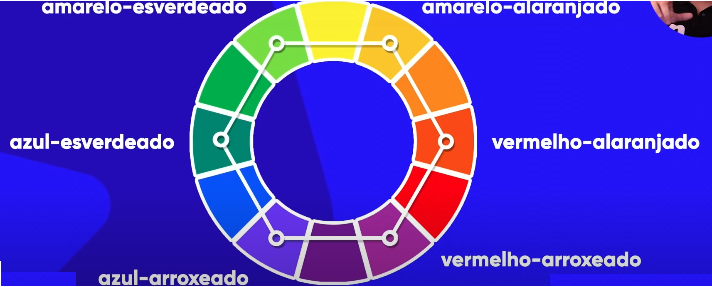 amarelo-esverdeado
amarelo-alaranjado
azul-esverdeado
vermelho-alaranjado
vermelho-arroxeado
azul-arroxeado